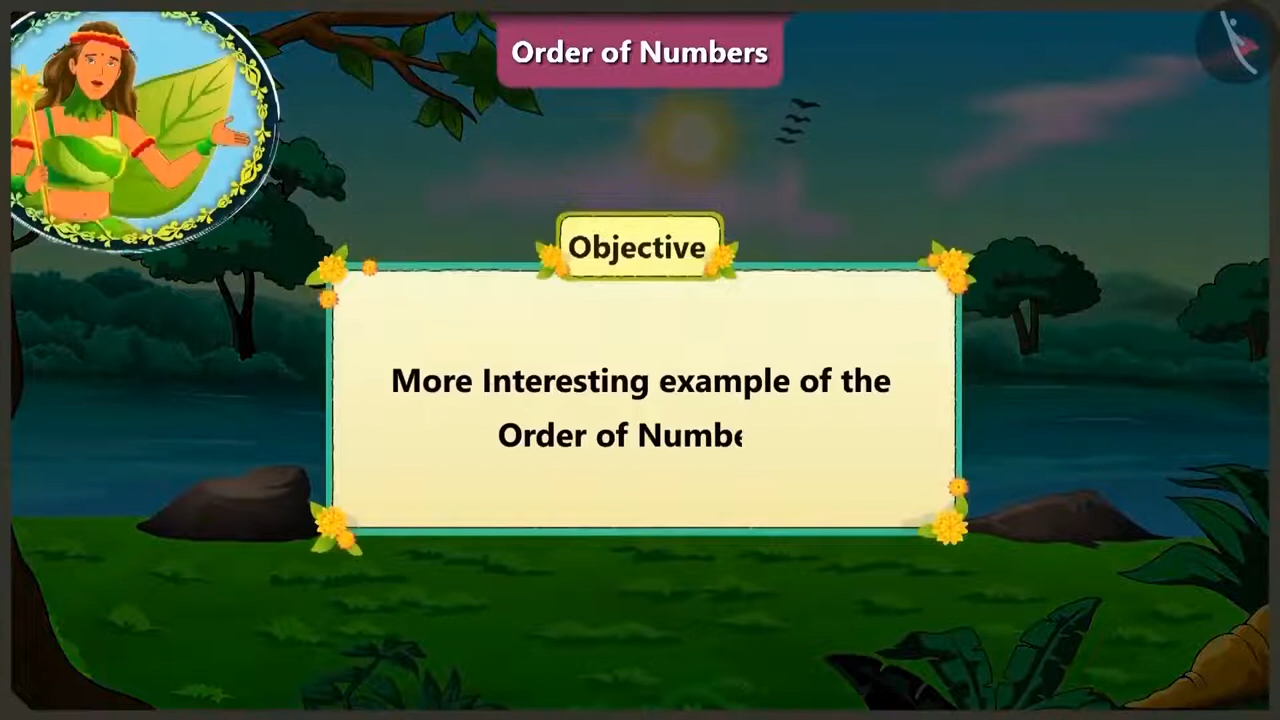 Order of Numbers
Objective
More Interesting example of the
Order of Numbe